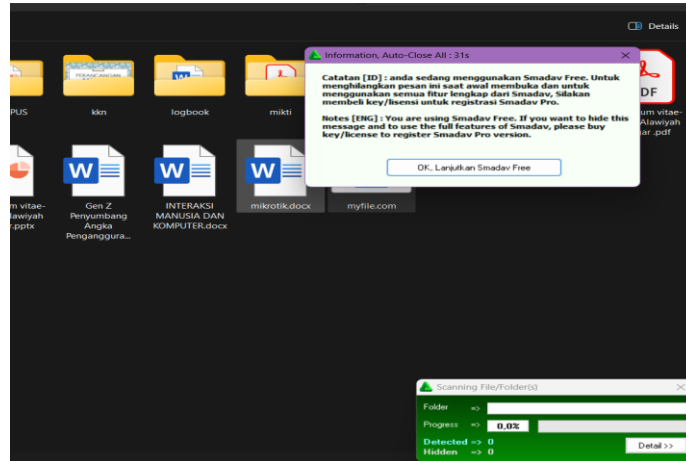 Details
Information, Auto-Close All : 31s
Catatan [ID] : anda sedang menggunakan Smadav Free. Untuk
menghilangkan pesan ini saat awal membuka dan untuk
menggunakan semua fitur lengkap dari Smadav, Silakan
membeli key/lisensi untuk registrasi Smadav Pro.
Notes [ENG] : You are using Smadav Free. If you want to hide this
message and to use the full features of Smadav, please buy
key/license to register Smadav Pro version.
OK, Lanjutkan Smadav Free
PERANCANGAN
DF
PUS
kkn
logbook
mikti
um vitae-
Alawiyah
jar .pdf
W
W
W
um vitae-
lawiyah
r.pptx
Gen Z
Penyumbang
Angka
Penganggura...
INTERAKSI
MANUSIA DAN
KOMPUTER.docx
mikrotik.docx
myfile.com
Scanning File/Folder(s)
Folder =>
Progress => 0,0%
Detected => 0
Hidden => 0
Detail >>